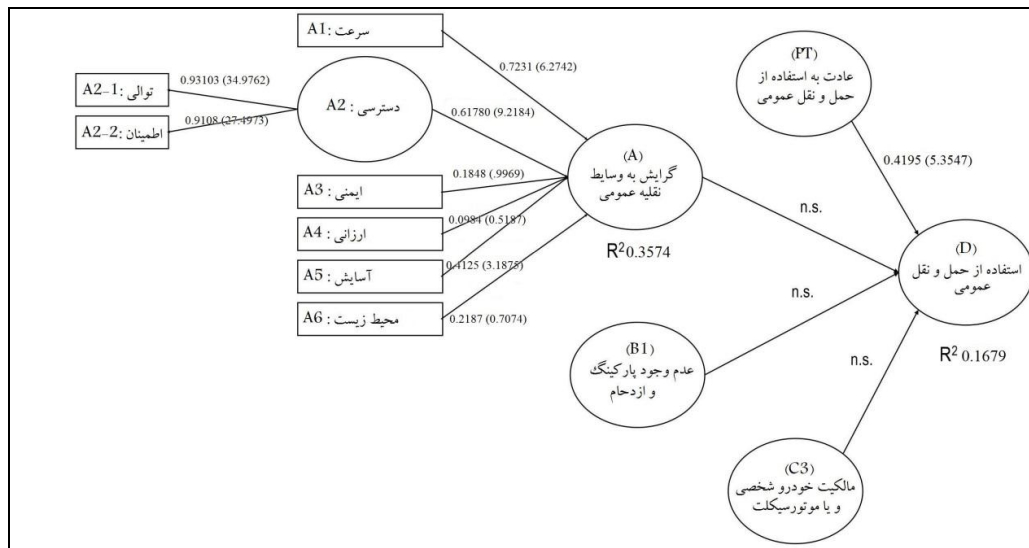 A1: سرعت
0.7231 (6.2742)
0.93103 (34.9762)
A2-1: توالی
0.9108 (27.4973)
A2-2: اطمینان
A2: دسترسی
0.61780 (9.2184)
A3: ایمنی
0.1848 (.9969)
A4: ارزانی
0.0984 (0.5187)
A5: آسایش
0.4125 (3.1875)
A6: محیط زیست
0.2187 (0.7074)
(A)
گرایش به وسایط
نقلیه عمومی
R² 0.3574
(PT)
عادت به استفاده از
حمل و نقل عمومی
0.4195 (5.3547)
n.s.
n.s.
n.s.
(B1)
عدم وجود پارکینگ
و ازدحام
(C3)
مالکیت خودرو شخصی
و یا موتورسیکلت
(D)
استفاده از حمل و نقل
عمومی
R² 0.1679